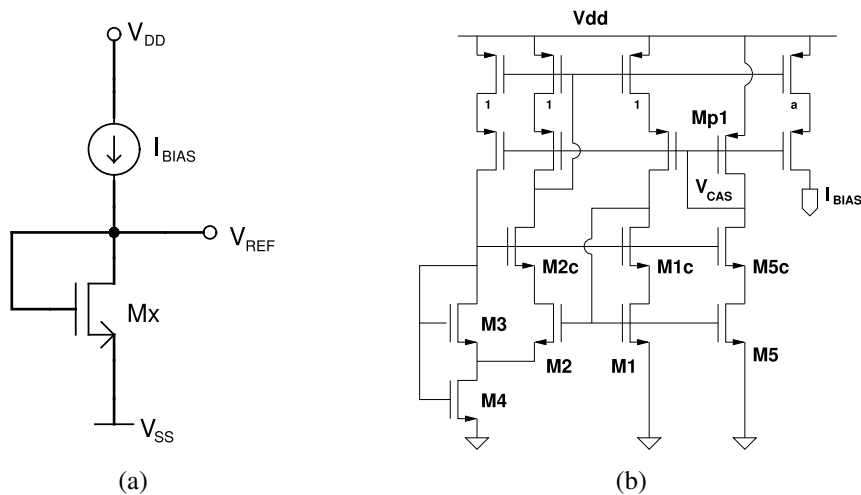 V_DD
I_BIAS
V_REF
Mx
V_SS
(a)
Vdd
1 1 1 a
Mp1
V_CAS
I_BIAS
M2c M1c M5c
M3
M2 M1 M5
M4
(b)